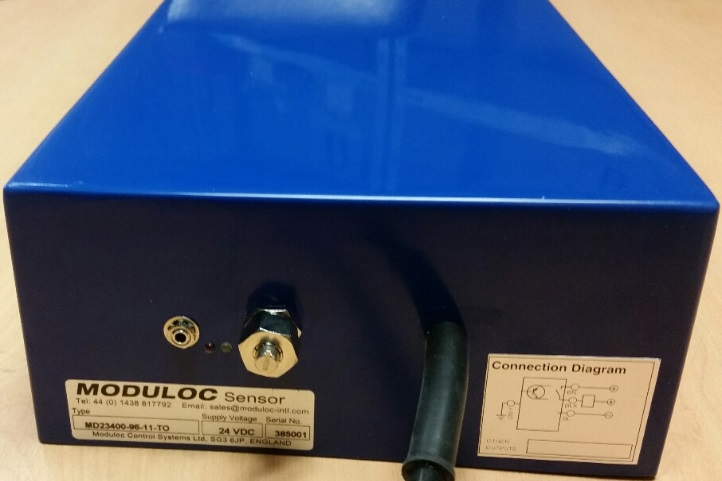 MODULOC Sensor
Tel: 44 (0) 1438 817792 Email: sales@moduloc-intl.com
Type Supply Voltage Serial No.
MD23400-96-11-TO 24 VDC 385001
Moduloc Control Systems Ltd, SG3 6JP, ENGLAND
Connection Diagram